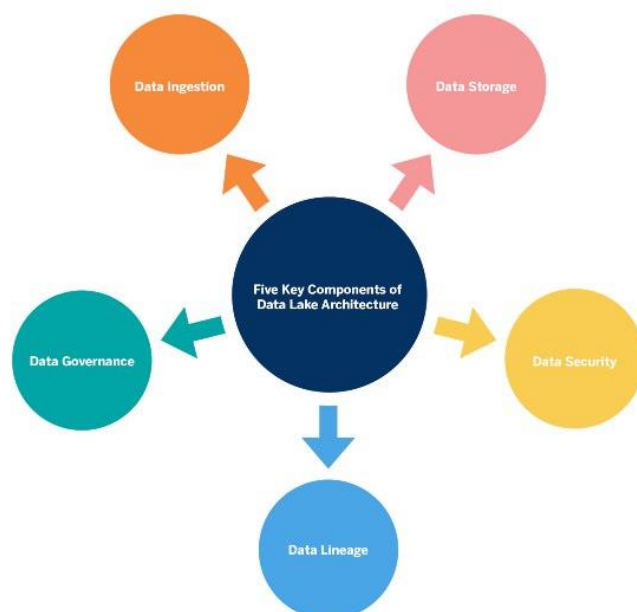 Data Ingestion
Data Storage
Five Key Components of
Data Lake Architecture
Data Governance
Data Security
Data Lineage